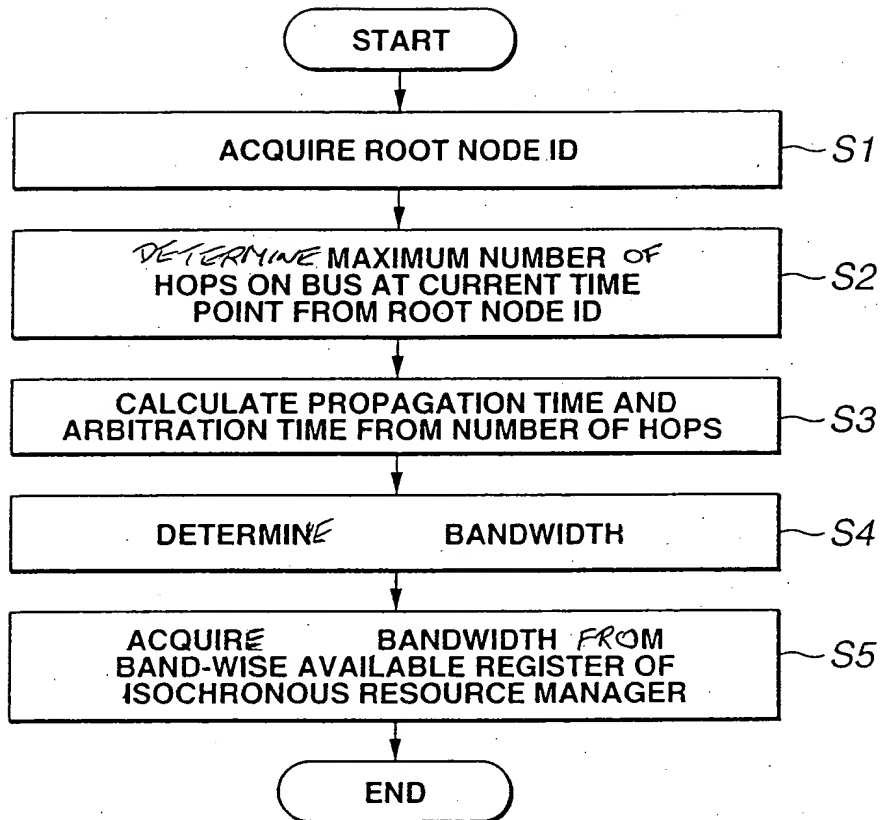 START
ACQUIRE ROOT NODE ID
S1
DETERMINE MAXIMUM NUMBER OF
HOPS ON BUS AT CURRENT TIME
POINT FROM ROOT NODE ID
S2
CALCULATE PROPAGATION TIME AND
ARBITRATION TIME FROM NUMBER OF HOPS
S3
DETERMINE BANDWIDTH
S4
ACQUIRE BANDWIDTH FROM
BAND-WISE AVAILABLE REGISTER OF
ISOCHRONOUS RESOURCE MANAGER
S5
END